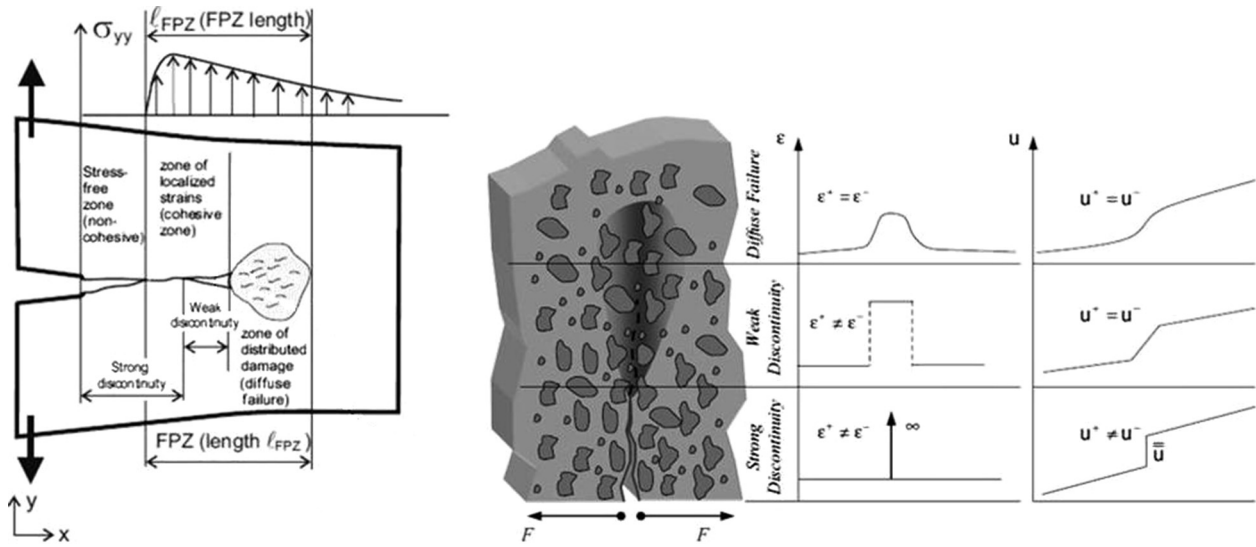 σyy
ℓFPZ (FPZ length)
Stress-
free
zone
(non-
cohesive)
zone of
localized
strains
(cohesive
zone)
Weak
discontinuity
zone of
distributed
damage
(diffuse
failure)
Strong
discontinuity
FPZ (length ℓFPZ)
y
x
F
F
Diffuse Failure
ε
ε⁺ = ε⁻
u
u⁺ = u⁻
Weak
Discontinuity
ε⁺ ≠ ε⁻
u⁺ = u⁻
Strong
Discontinuity
ε⁺ ≠ ε⁻
∞
u⁺ ≠ u⁻
u̿